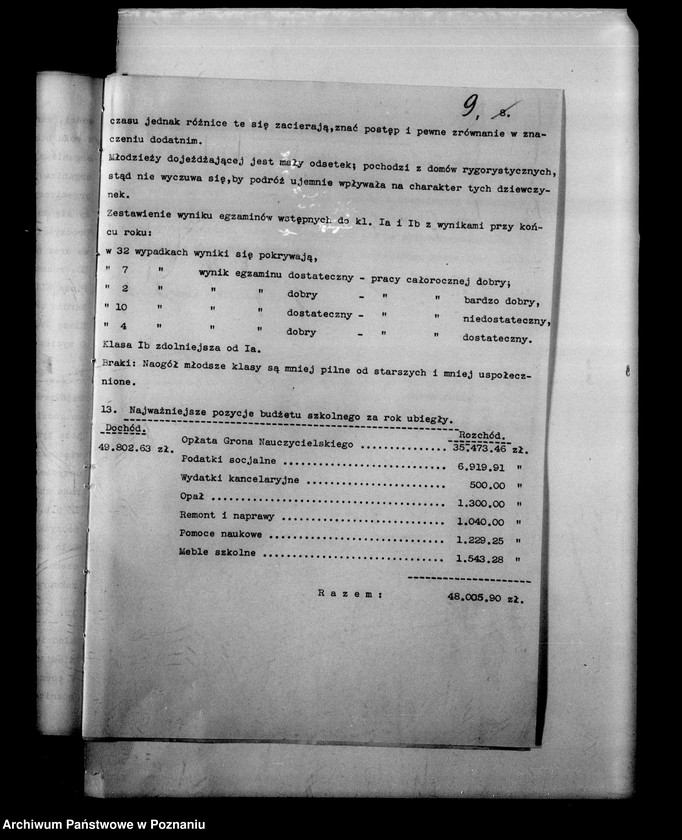 9. 8.
czasu jednak różnice te się zacierają,znać postęp i pewne zrównanie w zna-
czeniu dodatnim.
Młodzieży dojeżdżającej jest mały odsetek; pochodzi z domów rygorystycznych,
stąd nie wyczuwa się,by podróż ujemnie wpływała na charakter tych dziewczy-
nek.
Zestawienie wyniku egzaminów wstępnych do kl. Ia i Ib z wynikami przy koń-
cu roku:
w 32 wypadkach wyniki się pokrywają,
" 7 " wynik egzaminu dostateczny - pracy całorocznej dobry;
" 2 " " " dobry - " " bardzo dobry,
" 10 " " " dostateczny - " " niedostateczny,
" 4 " " " dobry - " " dostateczny.
Klasa Ib zdolniejsza od Ia.
Braki: Naogół młodsze klasy są mniej pilne od starszych i mniej uspołecz-
nione.
13. Najważniejsze pozycje budżetu szkolnego za rok ubiegły.
Dochód. Rozchód.
49.802.63 zł. Opłata Grona Nauczycielskiego ............... 35.473.46 zł.
Podatki socjalne ............................ 6.919.91 "
Wydatki kancelaryjne ........................ 500.00 "
Opał ........................................ 1.300.00 "
Remont i naprawy ............................ 1.040.00 "
Pomoce naukowe .............................. 1.229.25 "
Meble szkolne ............................... 1.543.28 "
R a z e m : 48.005.90 zł.
Archiwum Państwowe w Poznaniu